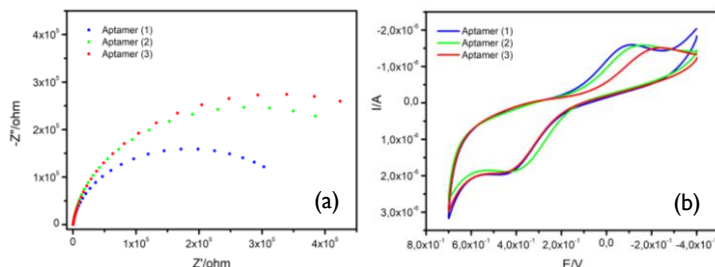 -Z"/ohm
4x10⁵
3x10⁵
2x10⁵
1x10⁵
0
Aptamer (1)
Aptamer (2)
Aptamer (3)
(a)
0 1x10⁵ 2x10⁵ 3x10⁵ 4x10⁵
Z'/ohm
I/A
-2,0x10⁻⁶
-1,0x10⁻⁶
0,0
1,0x10⁻⁶
2,0x10⁻⁶
3,0x10⁻⁶
Aptamer (1)
Aptamer (2)
Aptamer (3)
(b)
8,0x10⁻¹ 6,0x10⁻¹ 4,0x10⁻¹ 2,0x10⁻¹ 0,0 -2,0x10⁻¹ -4,0x10⁻¹
E/V